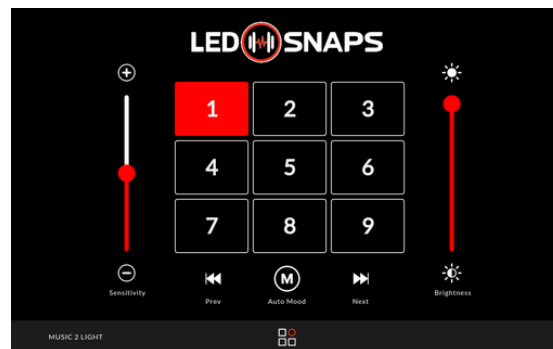 LED SNAPS
1 2 3
4 5 6
7 8 9
M
Sensitivity Prev Auto Mood Next Brightness
MUSIC 2 LIGHT